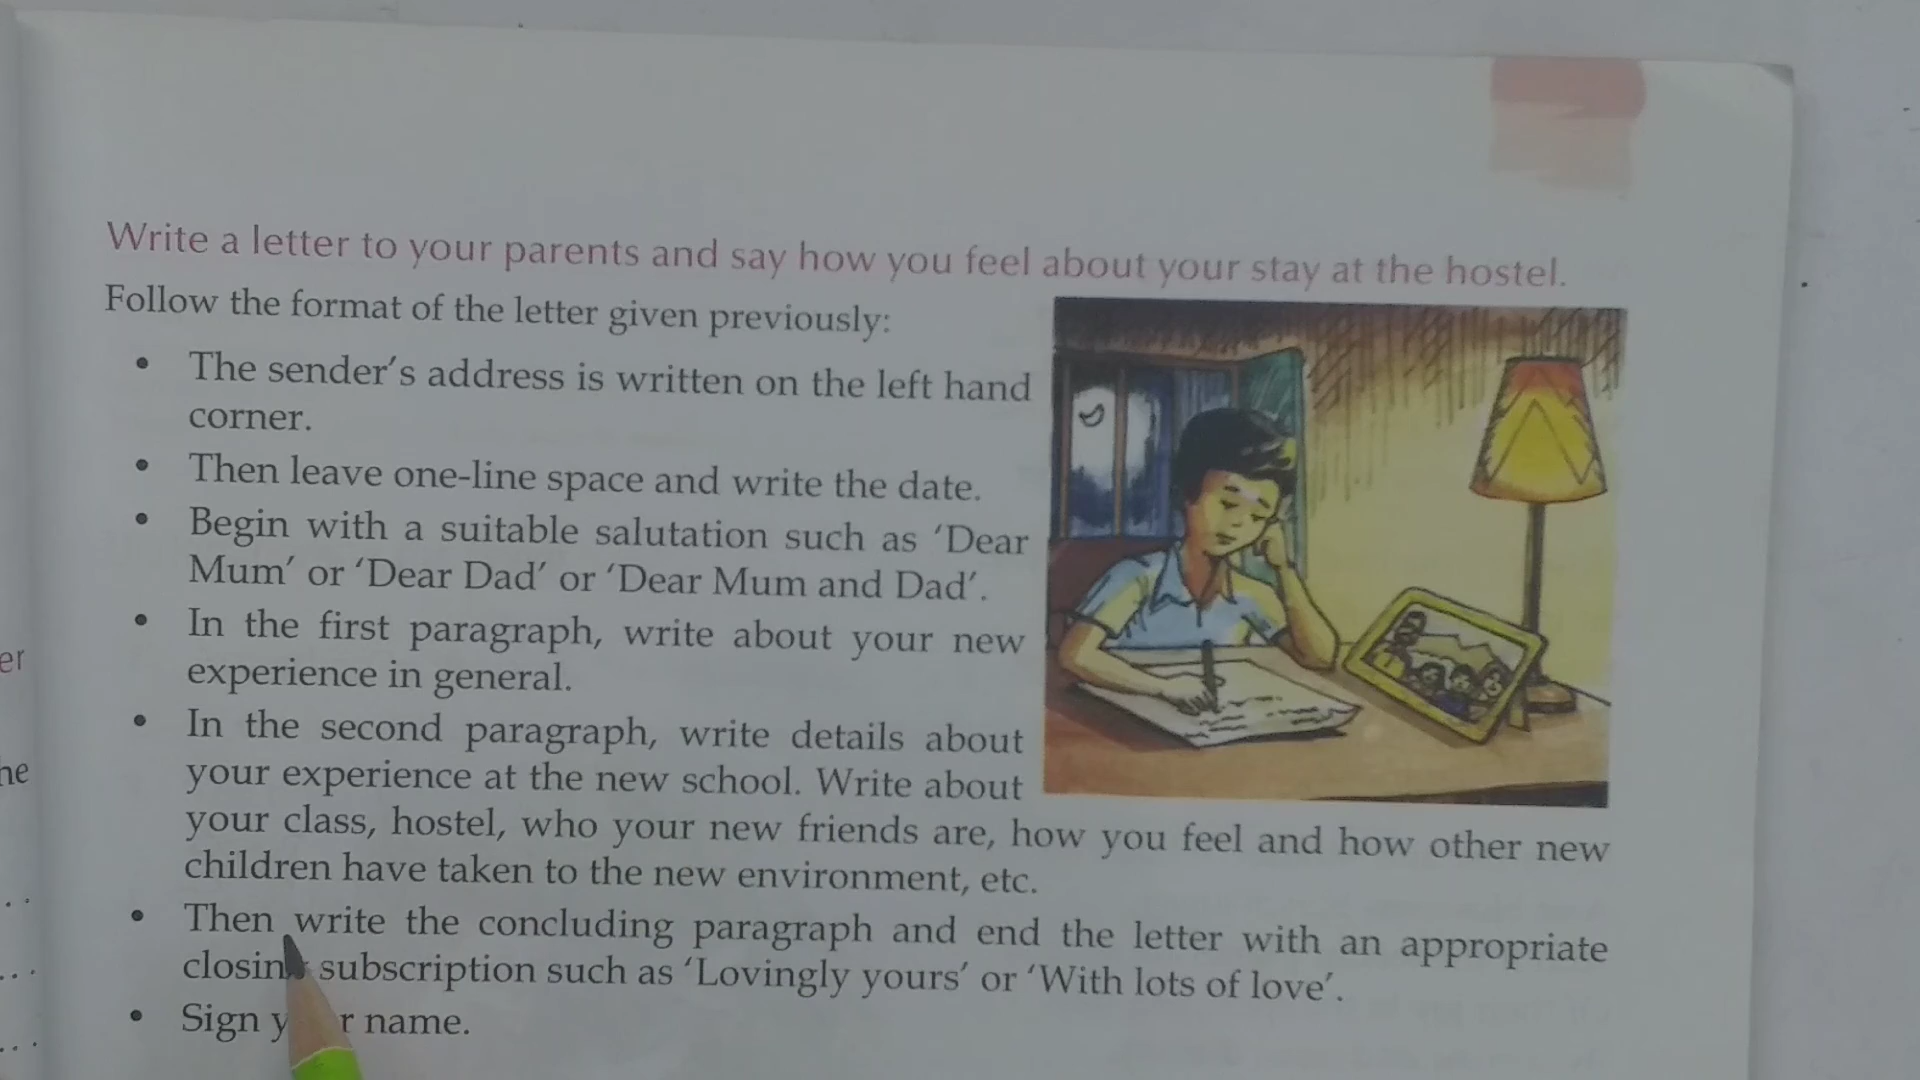 Write a letter to your parents and say how you feel about your stay at the hostel.
Follow the format of the letter given previously:
• The sender's address is written on the left hand
corner.
• Then leave one-line space and write the date.
• Begin with a suitable salutation such as ‘Dear
Mum’ or ‘Dear Dad’ or ‘Dear Mum and Dad’.
• In the first paragraph, write about your new
experience in general.
• In the second paragraph, write details about
your experience at the new school. Write about
your class, hostel, who your new friends are, how you feel and how other new
children have taken to the new environment, etc.
• Then write the concluding paragraph and end the letter with an appropriate
closin subscription such as ‘Lovingly yours’ or ‘With lots of love’.
• Sign y r name.